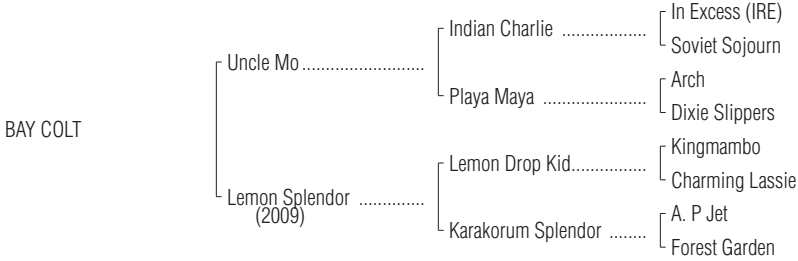 In Excess (IRE)
Indian Charlie ..................
Soviet Sojourn
Uncle Mo..........................
Arch
Playa Maya ......................
Dixie Slippers
BAY COLT
Kingmambo
Lemon Drop Kid................
Charming Lassie
Lemon Splendor ..............
(2009)
A. P Jet
Karakorum Splendor ........
Forest Garden